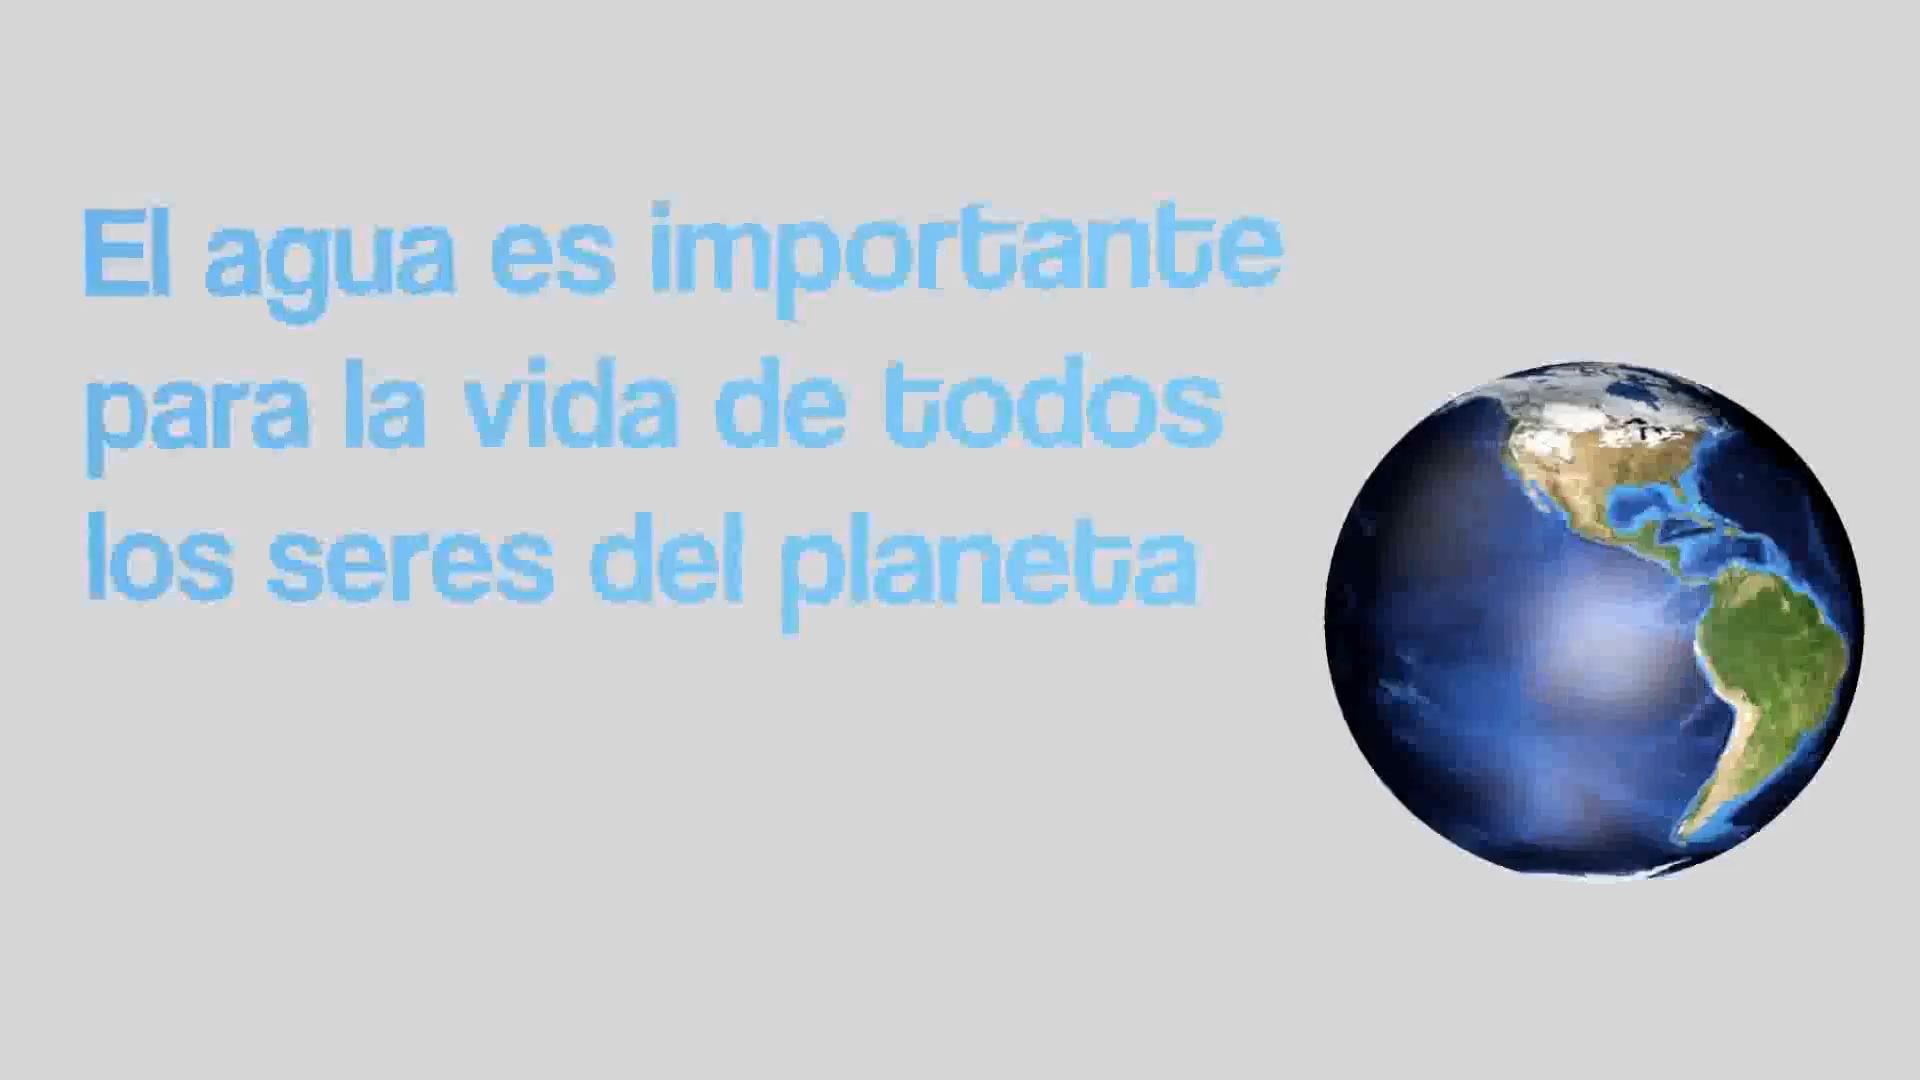 El agua es importante
para la vida de todos
los seres del planeta